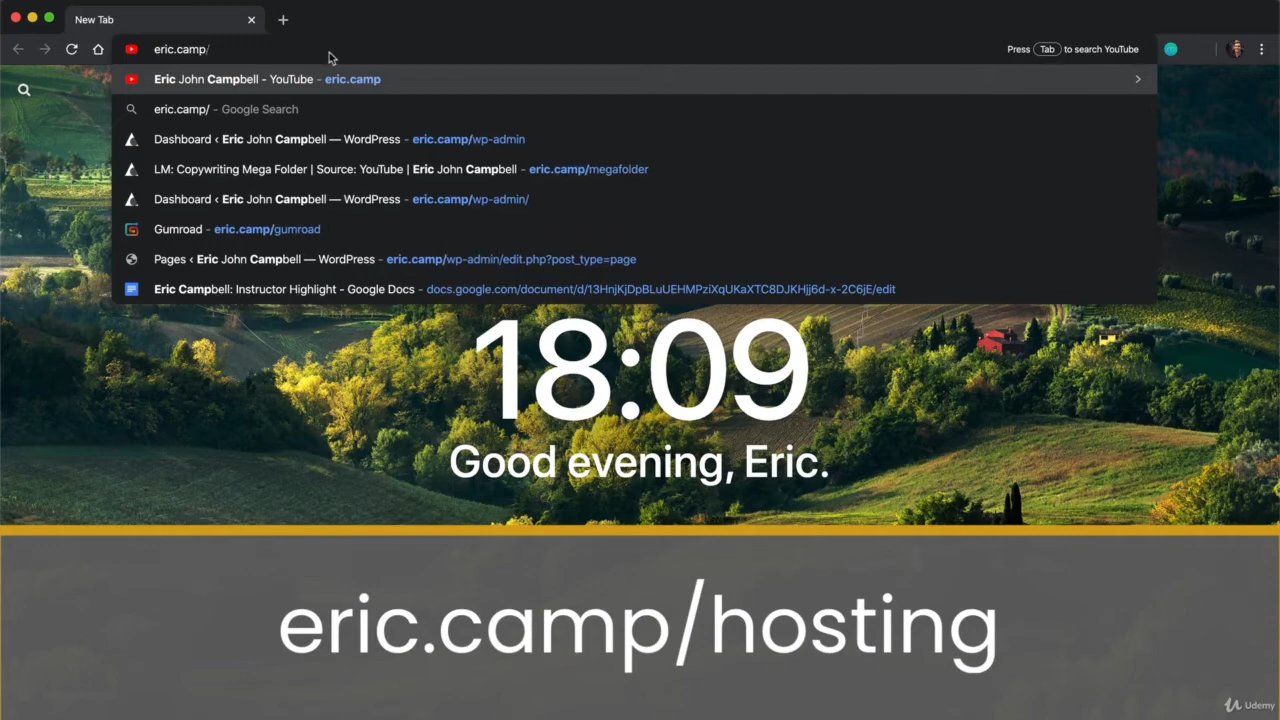 New Tab
eric.camp/
Press Tab to search YouTube
Eric John Campbell - YouTube - eric.camp
eric.camp/ - Google Search
Dashboard ‹ Eric John Campbell — WordPress - eric.camp/wp-admin
LM: Copywriting Mega Folder | Source: YouTube | Eric John Campbell - eric.camp/megafolder
Dashboard ‹ Eric John Campbell — WordPress - eric.camp/wp-admin/
Gumroad - eric.camp/gumroad
Pages ‹ Eric John Campbell — WordPress - eric.camp/wp-admin/edit.php?post_type=page
Eric Campbell: Instructor Highlight - Google Docs - docs.google.com/document/d/13HnjKjDpBLuUEHMPziXqUKaXTC8DJKHjj6d-x-2C6jE/edit
18:09
Good evening, Eric.
eric.camp/hosting
Udemy